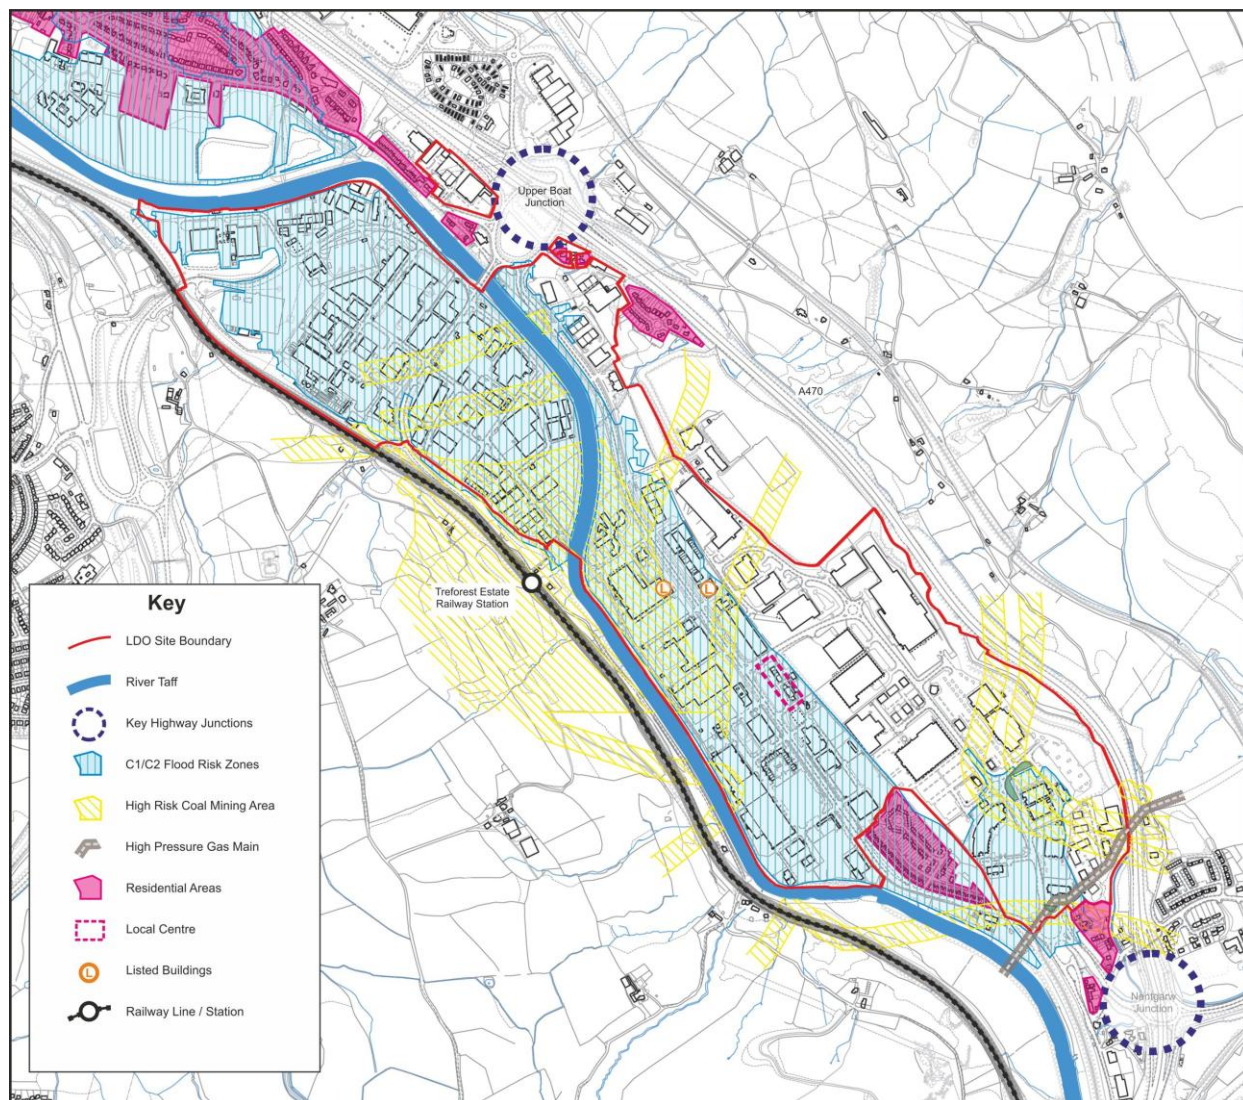 Upper Boat
Junction
A470
Treforest Estate
Railway Station
L
L
Key
LDO Site Boundary
River Taff
Key Highway Junctions
C1/C2 Flood Risk Zones
High Risk Coal Mining Area
High Pressure Gas Main
Residential Areas
Local Centre
L
Listed Buildings
Railway Line / Station
Nantgarw
Junction